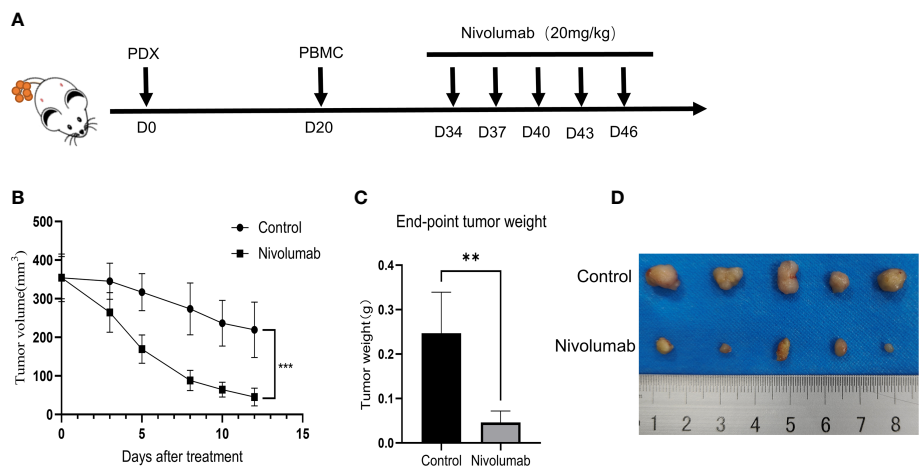 A
Nivolumab（20mg/kg）
PDX
PBMC
D0
D20
D34
D37
D40
D43
D46
B
500
400
300
200
100
0
Tumor volume(mm³)
Control
Nivolumab
***
0
5
10
15
Days after treatment
C
End-point tumor weight
**
0.4
0.3
0.2
0.1
0.0
Tumor weight(g)
Control
Nivolumab
D
Control
Nivolumab
1 2 3 4 5 6 7 8